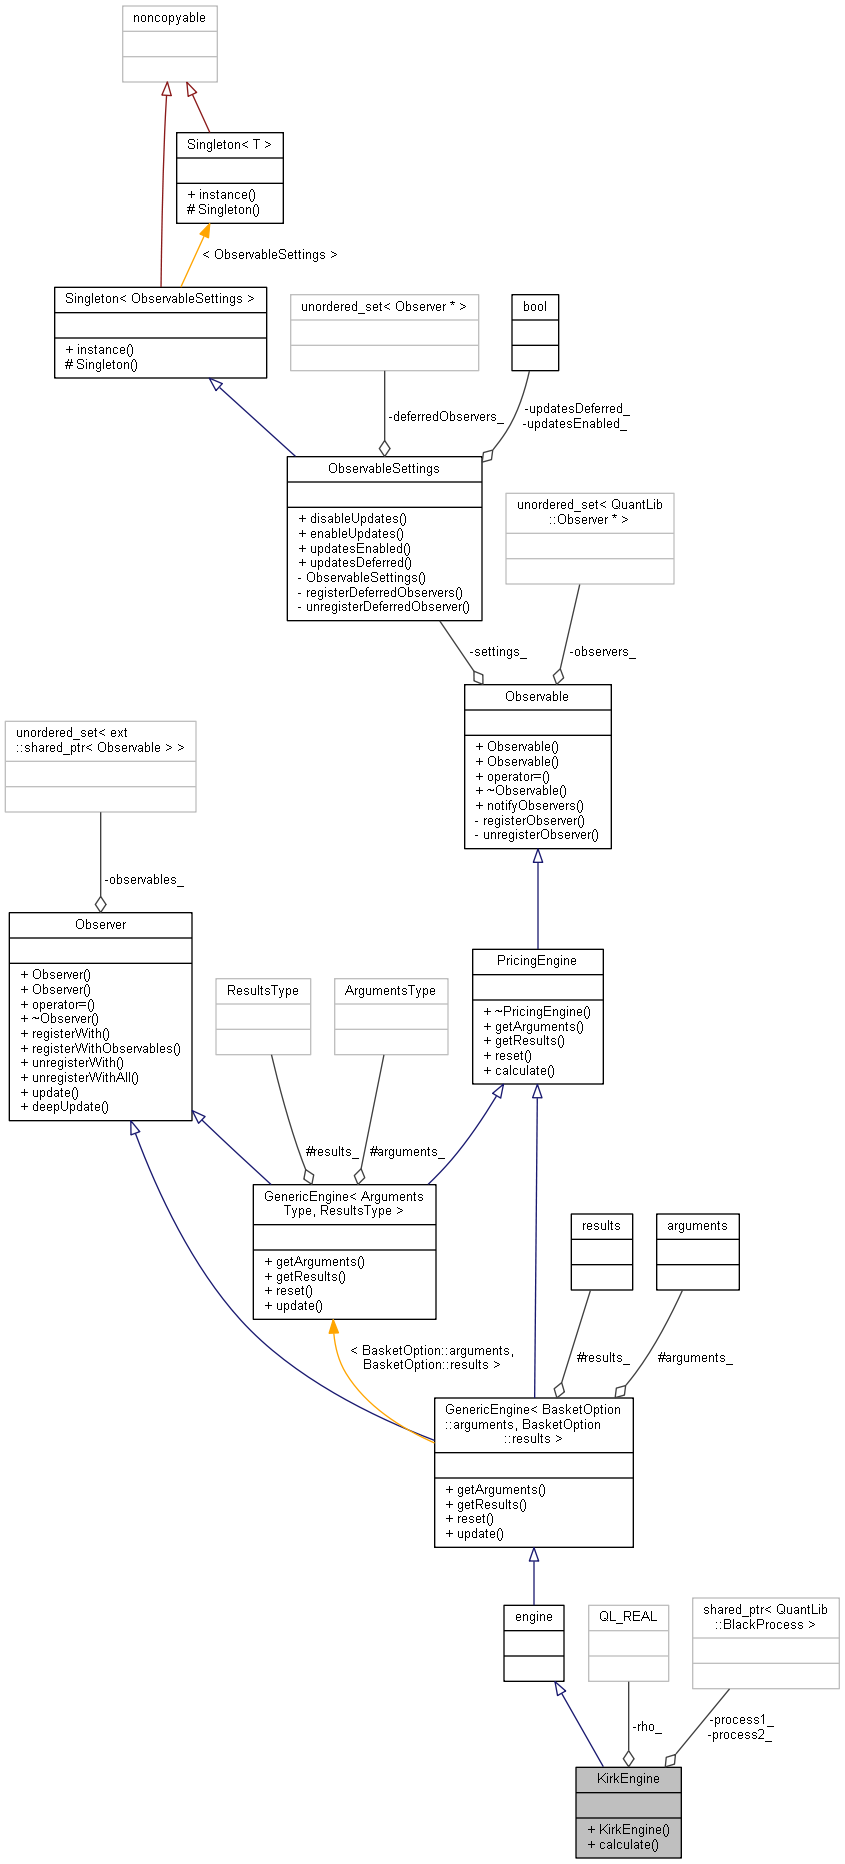 noncopyable
Singleton< T >
+ instance()
# Singleton()
< ObservableSettings >
Singleton< ObservableSettings >
+ instance()
# Singleton()
unordered_set< Observer * >
bool
-deferredObservers_
-updatesDeferred_
-updatesEnabled_
ObservableSettings
+ disableUpdates()
+ enableUpdates()
+ updatesEnabled()
+ updatesDeferred()
- ObservableSettings()
- registerDeferredObservers()
- unregisterDeferredObserver()
unordered_set< QuantLib
::Observer * >
-settings_
-observers_
Observable
+ Observable()
+ Observable()
+ operator=()
+ ~Observable()
+ notifyObservers()
- registerObserver()
- unregisterObserver()
unordered_set< ext
::shared_ptr< Observable > >
-observables_
Observer
+ Observer()
+ Observer()
+ operator=()
+ ~Observer()
+ registerWith()
+ registerWithObservables()
+ unregisterWith()
+ unregisterWithAll()
+ update()
+ deepUpdate()
ResultsType
ArgumentsType
PricingEngine
+ ~PricingEngine()
+ getArguments()
+ getResults()
+ reset()
+ calculate()
#results_
#arguments_
GenericEngine< Arguments
Type, ResultsType >
+ getArguments()
+ getResults()
+ reset()
+ update()
results
arguments
< BasketOption::arguments,
BasketOption::results >
#results_
#arguments_
GenericEngine< BasketOption
::arguments, BasketOption
::results >
+ getArguments()
+ getResults()
+ reset()
+ update()
engine
QL_REAL
shared_ptr< QuantLib
::BlackProcess >
-rho_
-process1_
-process2_
KirkEngine
+ KirkEngine()
+ calculate()